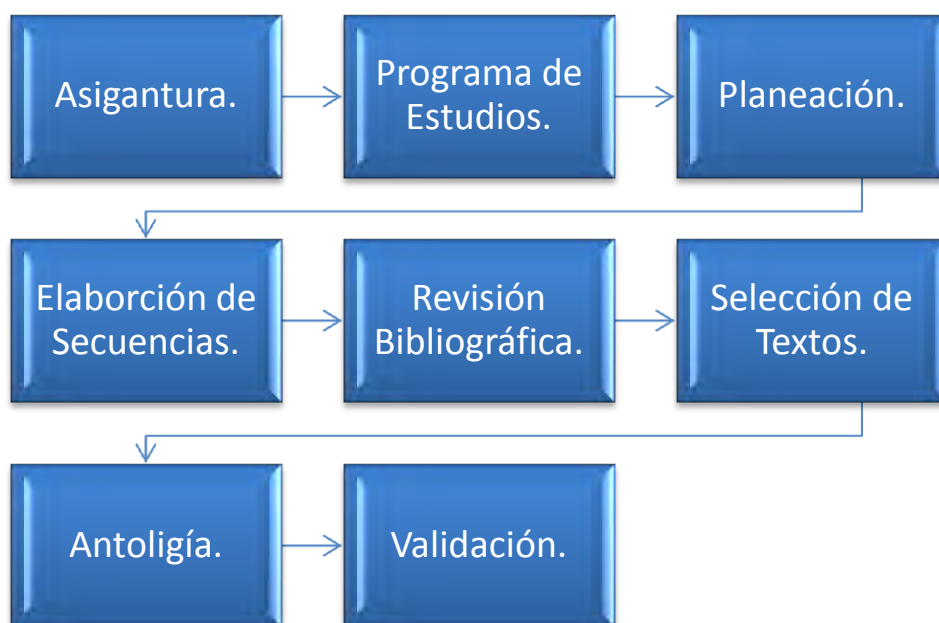 Asigantura.
Programa de
Estudios.
Planeación.
Elaborción de
Secuencias.
Revisión
Bibliográfica.
Selección de
Textos.
Antoligía.
Validación.